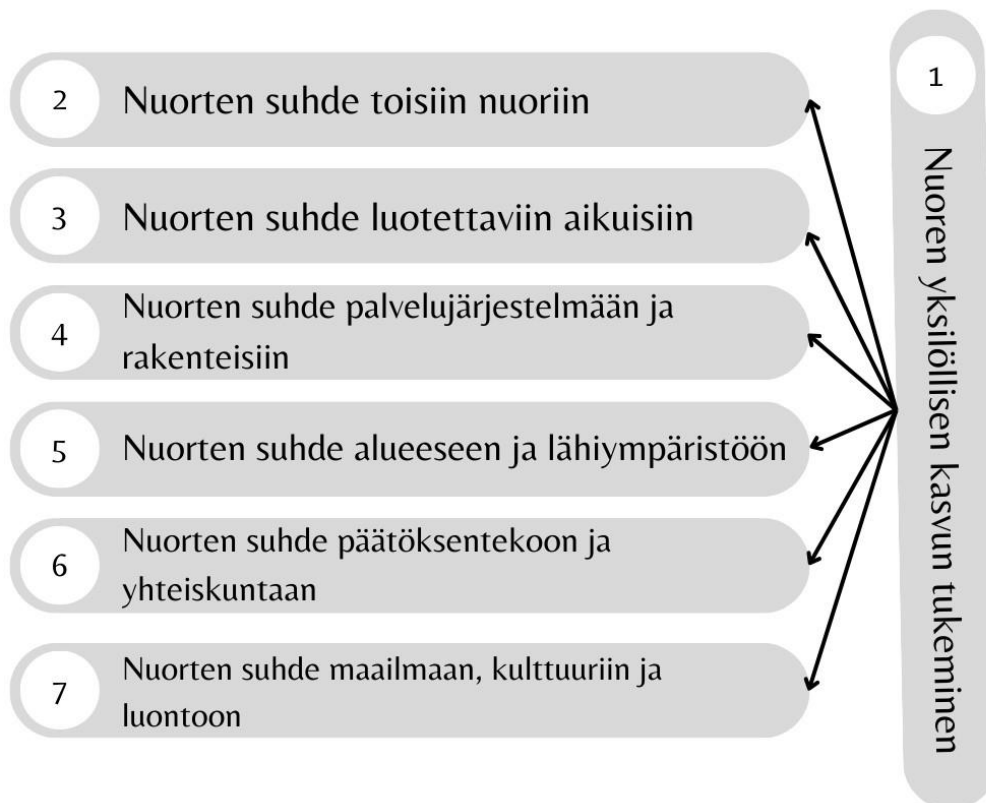 1
Nuoren yksilöllisen kasvun tukeminen
2
Nuorten suhde toisiin nuoriin
3
Nuorten suhde luotettaviin aikuisiin
4
Nuorten suhde palvelujärjestelmään ja
rakenteisiin
5
Nuorten suhde alueeseen ja lähiympäristöön
6
Nuorten suhde päätöksentekoon ja
yhteiskuntaan
7
Nuorten suhde maailmaan, kulttuuriin ja
luontoon